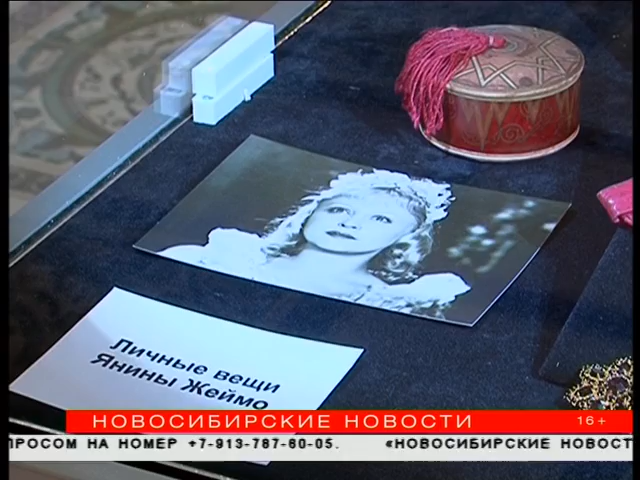 Личные вещи
Янины Жеймо
НОВОСИБИРСКИЕ НОВОСТИ
16+
ПРОСОМ НА НОМЕР +7-913-787-60-05. «НОВОСИБИРСКИЕ НОВОСТ